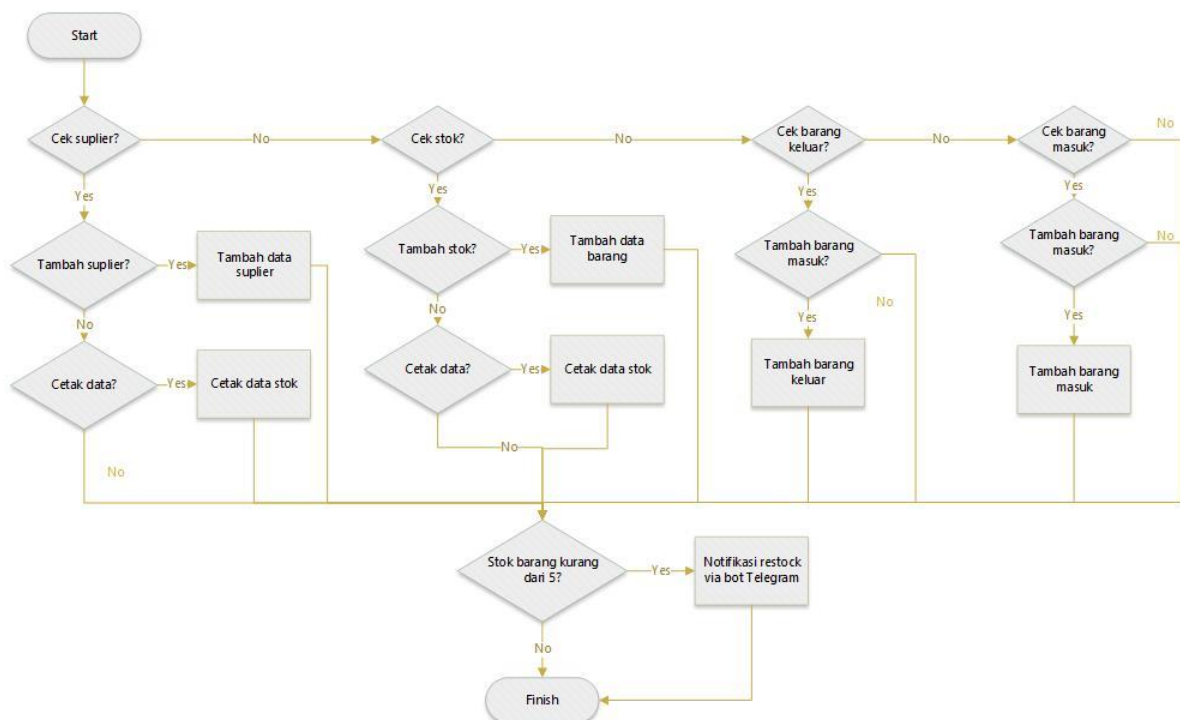 Start
Cek suplier?
No
Cek stok?
No
Cek barang
keluar?
No
Cek barang
masuk?
No
Yes
Yes
Yes
Yes
Tambah suplier?
Yes
Tambah data
suplier
Tambah stok?
Yes
Tambah data
barang
Tambah barang
masuk?
No
Tambah barang
masuk?
No
No
No
Yes
Yes
Cetak data?
Yes
Cetak data stok
Cetak data?
Yes
Cetak data stok
Tambah barang
keluar
Tambah barang
masuk
No
No
Stok barang kurang
dari 5?
Yes
Notifikasi restock
via bot Telegram
No
Finish